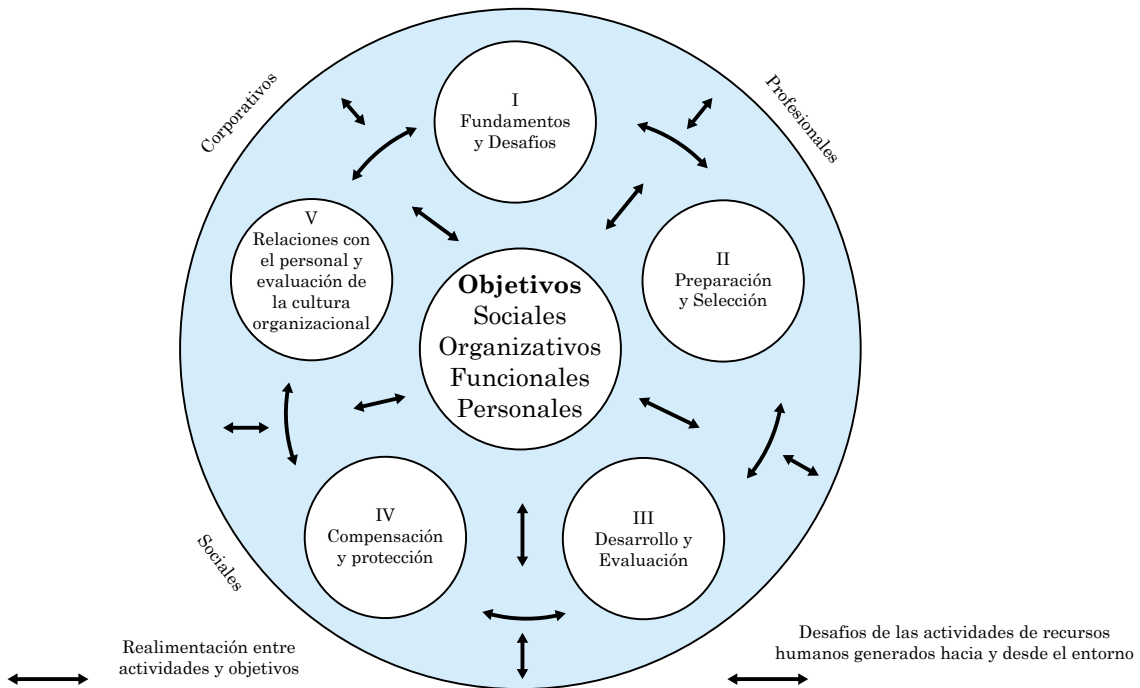 Corporativos
Profesionales
I
Fundamentos
y Desafios
V
Relaciones con
el personal y
evaluación de
la cultura
organizacional
II
Preparación
y Selección
Objetivos
Sociales
Organizativos
Funcionales
Personales
IV
Compensación
y protección
III
Desarrollo y
Evaluación
Sociales
Realimentación entre
actividades y objetivos
Desafios de las actividades de recursos
humanos generados hacia y desde el entorno